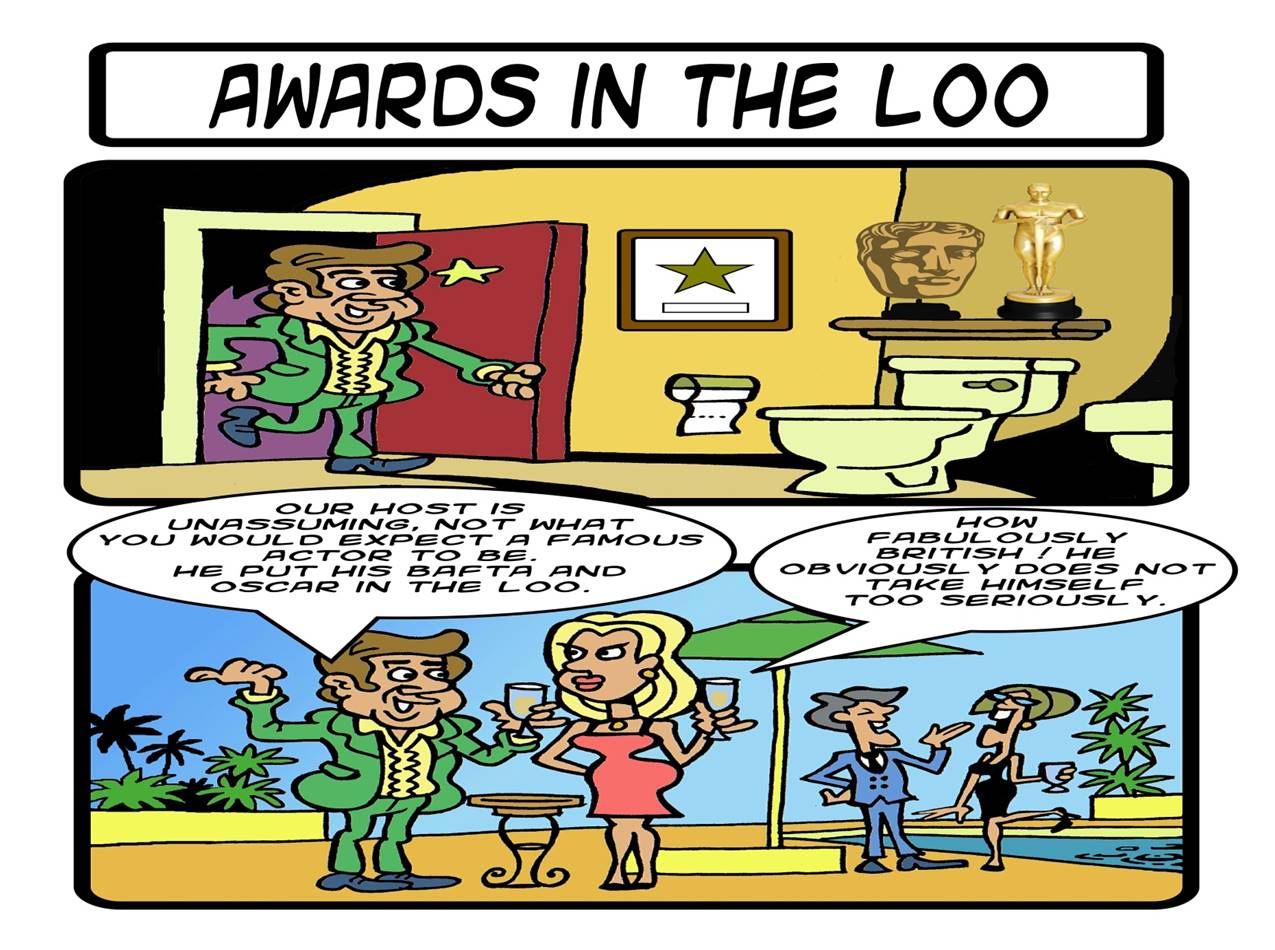 AWARDS IN THE LOO
OUR HOST IS
UNASSUMING, NOT WHAT
YOU WOULD EXPECT A FAMOUS
ACTOR TO BE.
HE PUT HIS BAFTA AND
OSCAR IN THE LOO.
HOW
FABULOUSLY
BRITISH ! HE
OBVIOUSLY DOES NOT
TAKE HIMSELF
TOO SERIOUSLY.